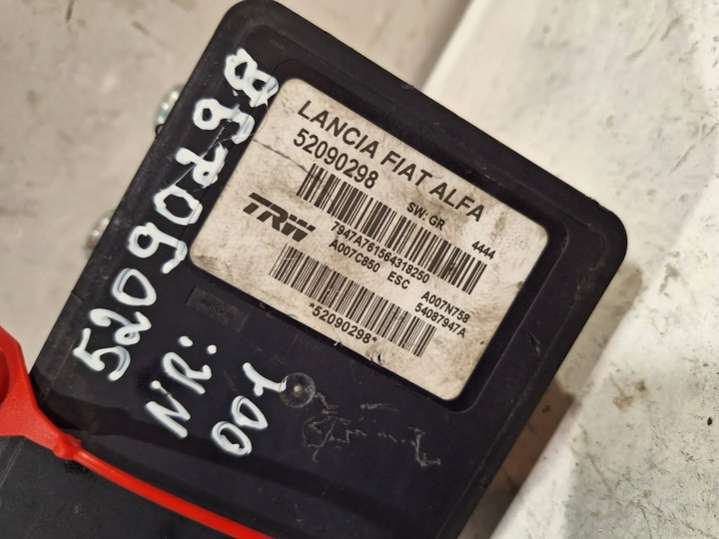 LANCIA FIAT ALFA
52090298
SW: GR
4444
TRW
7947A761564318250
A007C850 ESC
A007N758
54087947A
*52090298*
52090298
NR:
001